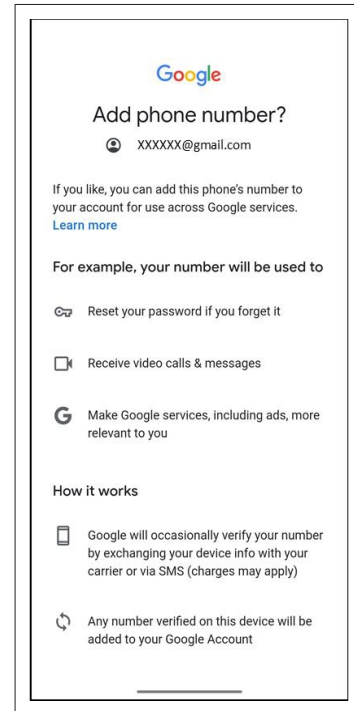 Google
Add phone number?
XXXXXX@gmail.com
If you like, you can add this phone's number to
your account for use across Google services.
Learn more
For example, your number will be used to
Reset your password if you forget it
Receive video calls & messages
G Make Google services, including ads, more
relevant to you
How it works
Google will occasionally verify your number
by exchanging your device info with your
carrier or via SMS (charges may apply)
Any number verified on this device will be
added to your Google Account